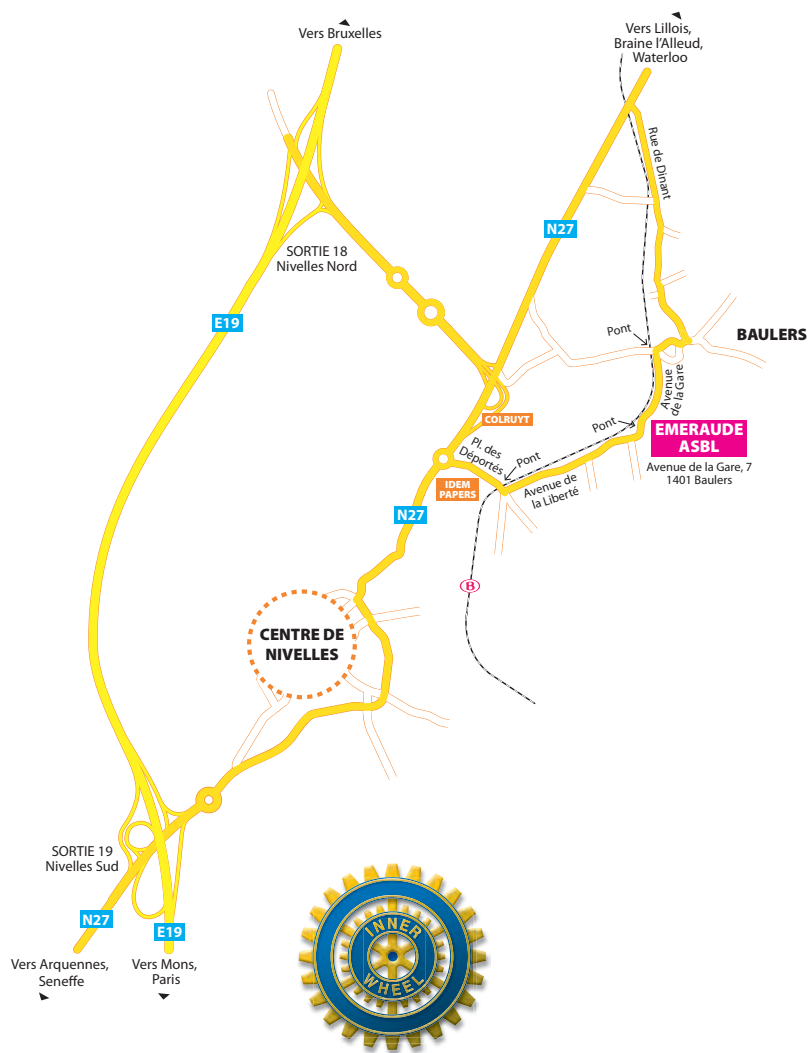 Vers Bruxelles
Vers Lillois,
Braine l'Alleud,
Waterloo
Rue de Dinant
N27
SORTIE 18
Nivelles Nord
E19
Pont
BAULERS
Avenue
de la Gare
COLRUYT
Pont
EMERAUDE
ASBL
Pl. des
Déportés
Pont
Avenue de la Gare, 7
1401 Baulers
IDEM
PAPERS
Avenue de
la Liberté
N27
B
CENTRE DE
NIVELLES
SORTIE 19
Nivelles Sud
N27
E19
Vers Arquennes,
Seneffe
Vers Mons,
Paris
INNER
WHEEL